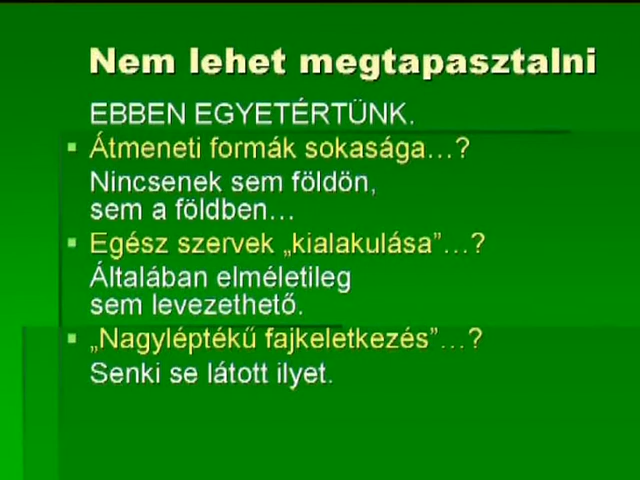 Nem lehet megtapasztalni
EBBEN EGYETÉRTÜNK.
Átmeneti formák sokasága…?
Nincsenek sem földön,
sem a földben…
Egész szervek „kialakulása”…?
Általában elméletileg
sem levezethető.
„Nagyléptékű fajkeletkezés”…?
Senki se látott ilyet.